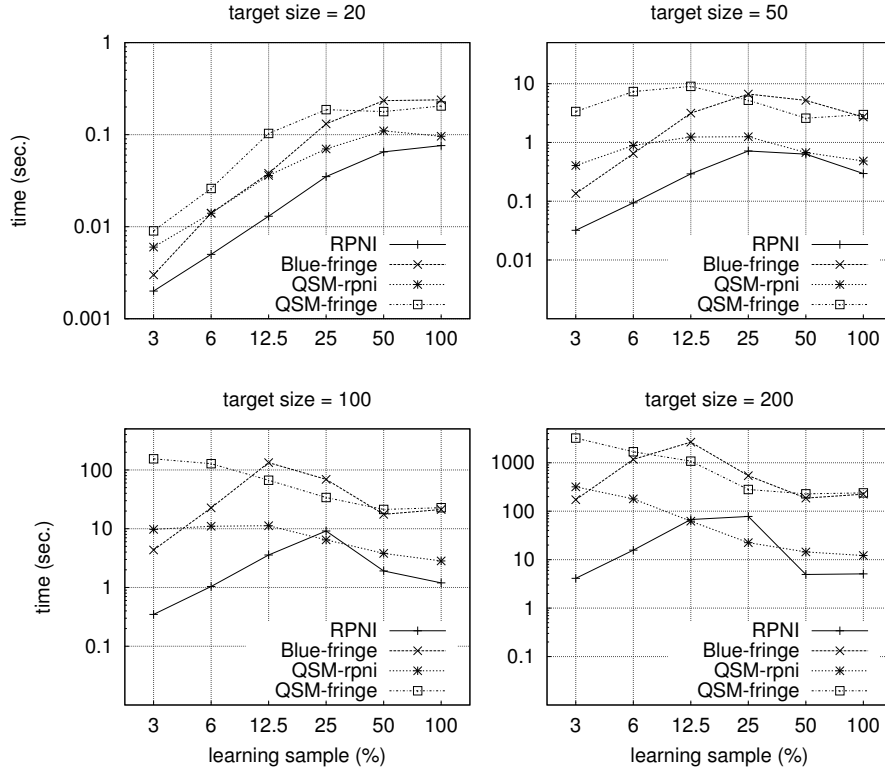 target size = 20
1
0.1
0.01
0.001
time (sec.)
RPNI
Blue-fringe
QSM-rpni
QSM-fringe
3 6 12.5 25 50 100
target size = 50
10
1
0.1
0.01
RPNI
Blue-fringe
QSM-rpni
QSM-fringe
3 6 12.5 25 50 100
target size = 100
100
10
1
0.1
time (sec.)
RPNI
Blue-fringe
QSM-rpni
QSM-fringe
3 6 12.5 25 50 100
learning sample (%)
target size = 200
1000
100
10
1
0.1
RPNI
Blue-fringe
QSM-rpni
QSM-fringe
3 6 12.5 25 50 100
learning sample (%)